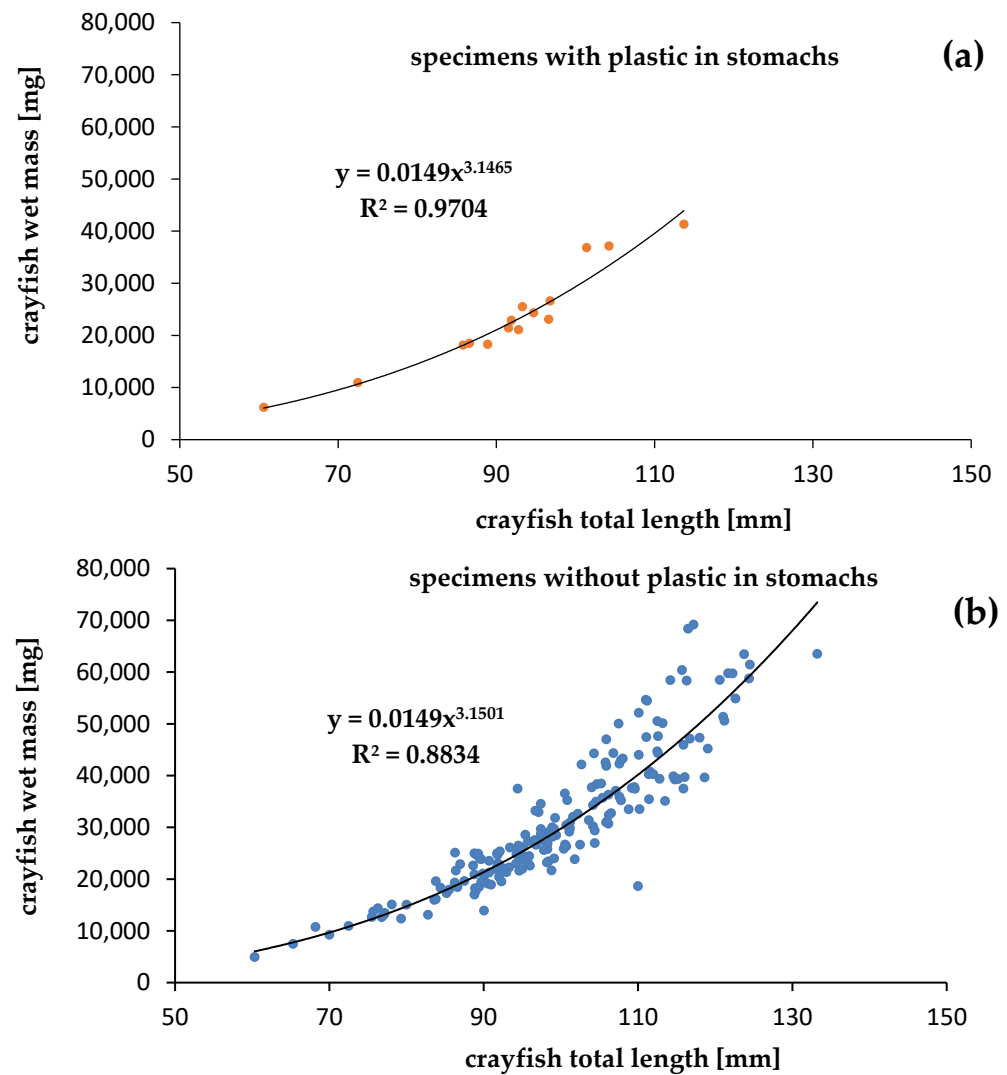 80,000
specimens with plastic in stomachs
(a)
70,000
60,000
50,000
40,000
30,000
20,000
10,000
0
y = 0.0149x^3.1465
R² = 0.9704
crayfish wet mass [mg]
50 70 90 110 130 150
crayfish total length [mm]
80,000
specimens without plastic in stomachs
(b)
70,000
60,000
50,000
40,000
30,000
20,000
10,000
0
y = 0.0149x^3.1501
R² = 0.8834
crayfish wet mass [mg]
50 70 90 110 130 150
crayfish total length [mm]